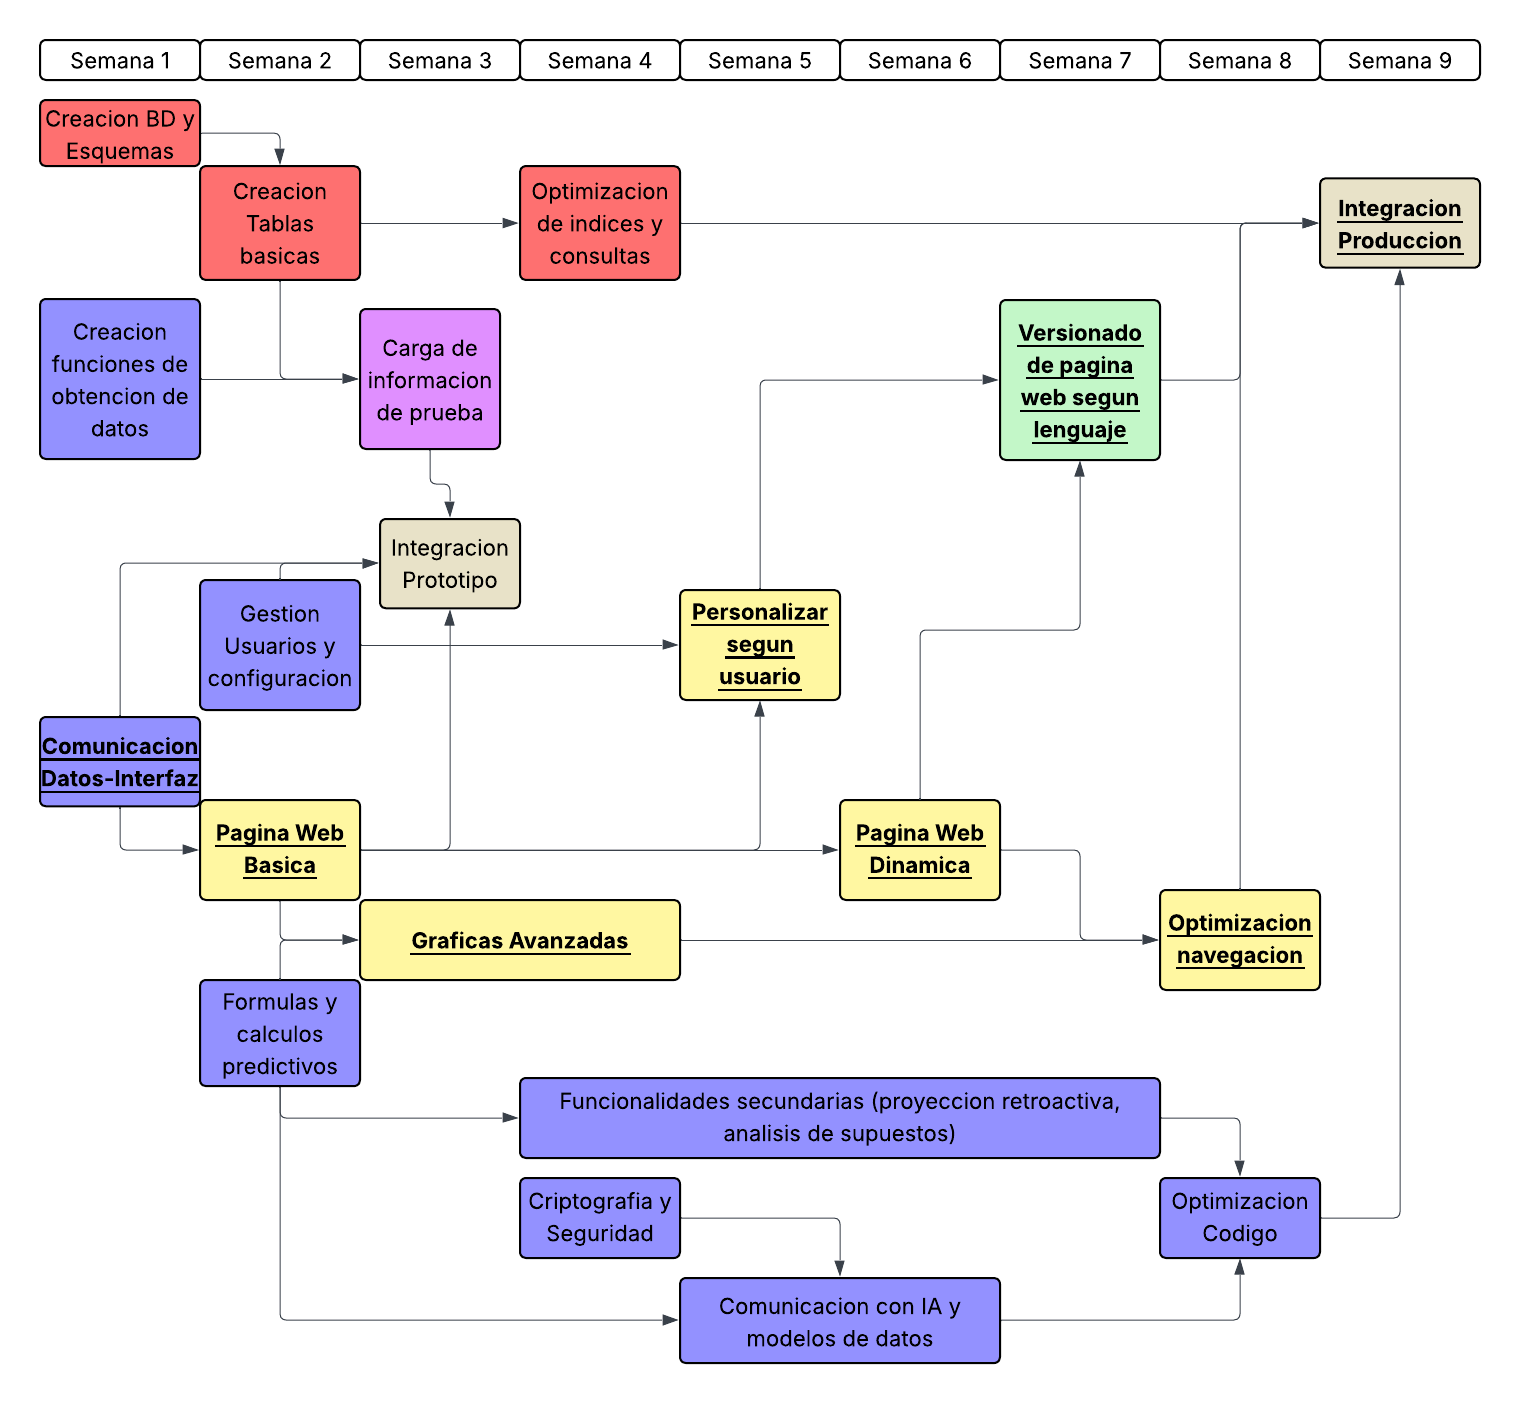 Semana 1
Semana 2
Semana 3
Semana 4
Semana 5
Semana 6
Semana 7
Semana 8
Semana 9
Creacion BD y
Esquemas
Creacion
Tablas
basicas
Optimizacion
de indices y
consultas
Integracion
Produccion
Creacion
funciones de
obtencion de
datos
Carga de
informacion
de prueba
Versionado
de pagina
web segun
lenguaje
Integracion
Prototipo
Gestion
Usuarios y
configuracion
Personalizar
segun
usuario
Comunicacion
Datos-Interfaz
Pagina Web
Basica
Pagina Web
Dinamica
Graficas Avanzadas
Optimizacion
navegacion
Formulas y
calculos
predictivos
Funcionalidades secundarias (proyeccion retroactiva,
analisis de supuestos)
Criptografia y
Seguridad
Optimizacion
Codigo
Comunicacion con IA y
modelos de datos